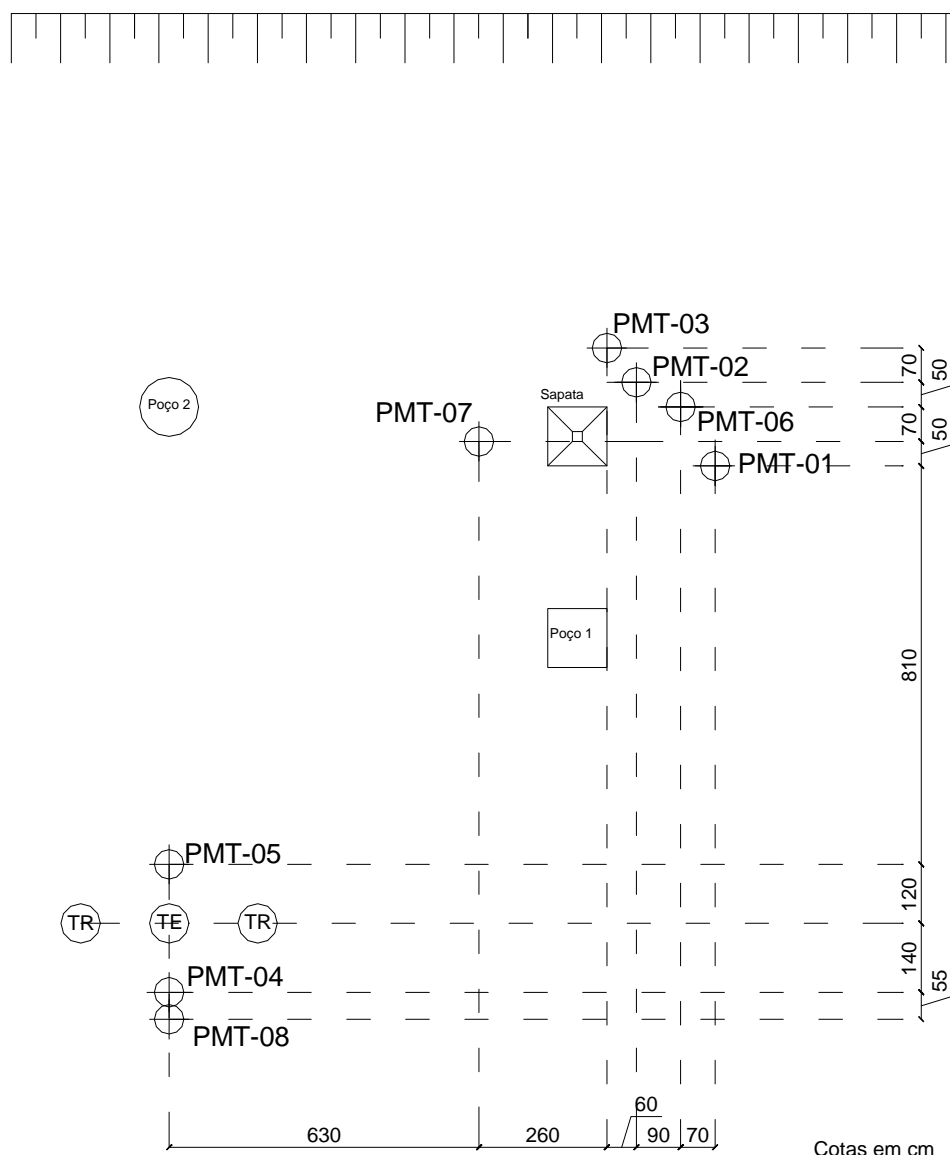 PMT-03
70
50
PMT-02
Sapata
Poço 2
PMT-07
PMT-06
70
50
PMT-01
Poço 1
810
PMT-05
120
TR
TE
TR
140
55
PMT-04
PMT-08
60
630
260
90
70
Cotas em cm